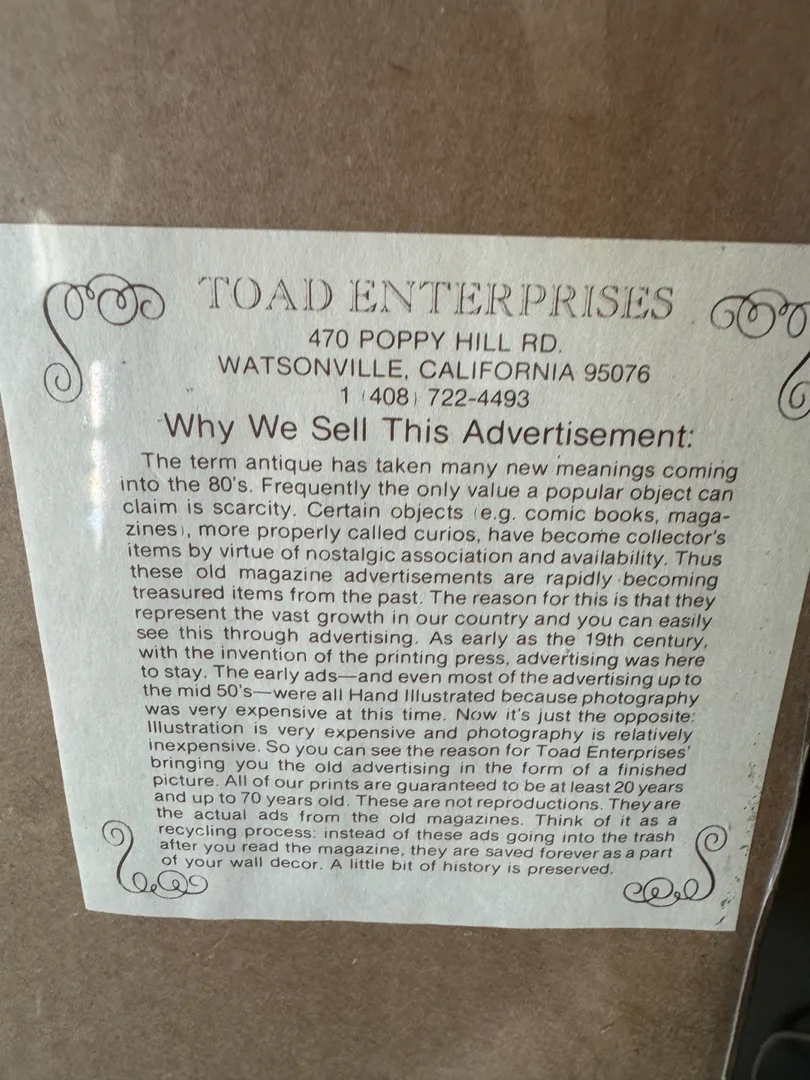 TOAD ENTERPRISES
470 POPPY HILL RD.
WATSONVILLE, CALIFORNIA 95076
1 (408) 722-4493
Why We Sell This Advertisement:
The term antique has taken many new meanings coming
into the 80's. Frequently the only value a popular object can
claim is scarcity. Certain objects (e.g. comic books, maga-
zines), more properly called curios, have become collector's
items by virtue of nostalgic association and availability. Thus
these old magazine advertisements are rapidly becoming
treasured items from the past. The reason for this is that they
represent the vast growth in our country and you can easily
see this through advertising. As early as the 19th century,
with the invention of the printing press, advertising was here
to stay. The early ads—and even most of the advertising up to
the mid 50's—were all Hand Illustrated because photography
was very expensive at this time. Now it's just the opposite:
Illustration is very expensive and photography is relatively
inexpensive. So you can see the reason for Toad Enterprises'
bringing you the old advertising in the form of a finished
picture. All of our prints are guaranteed to be at least 20 years
and up to 70 years old. These are not reproductions. They are
the actual ads from the old magazines. Think of it as a
recycling process: instead of these ads going into the trash
after you read the magazine, they are saved forever as a part
of your wall decor. A little bit of history is preserved.